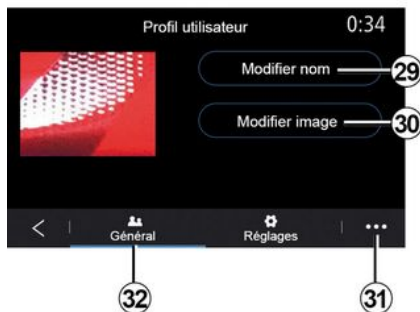 Profil utilisateur 0:34
Modifier nom 29
Modifier image 30
Général Réglages
32 31